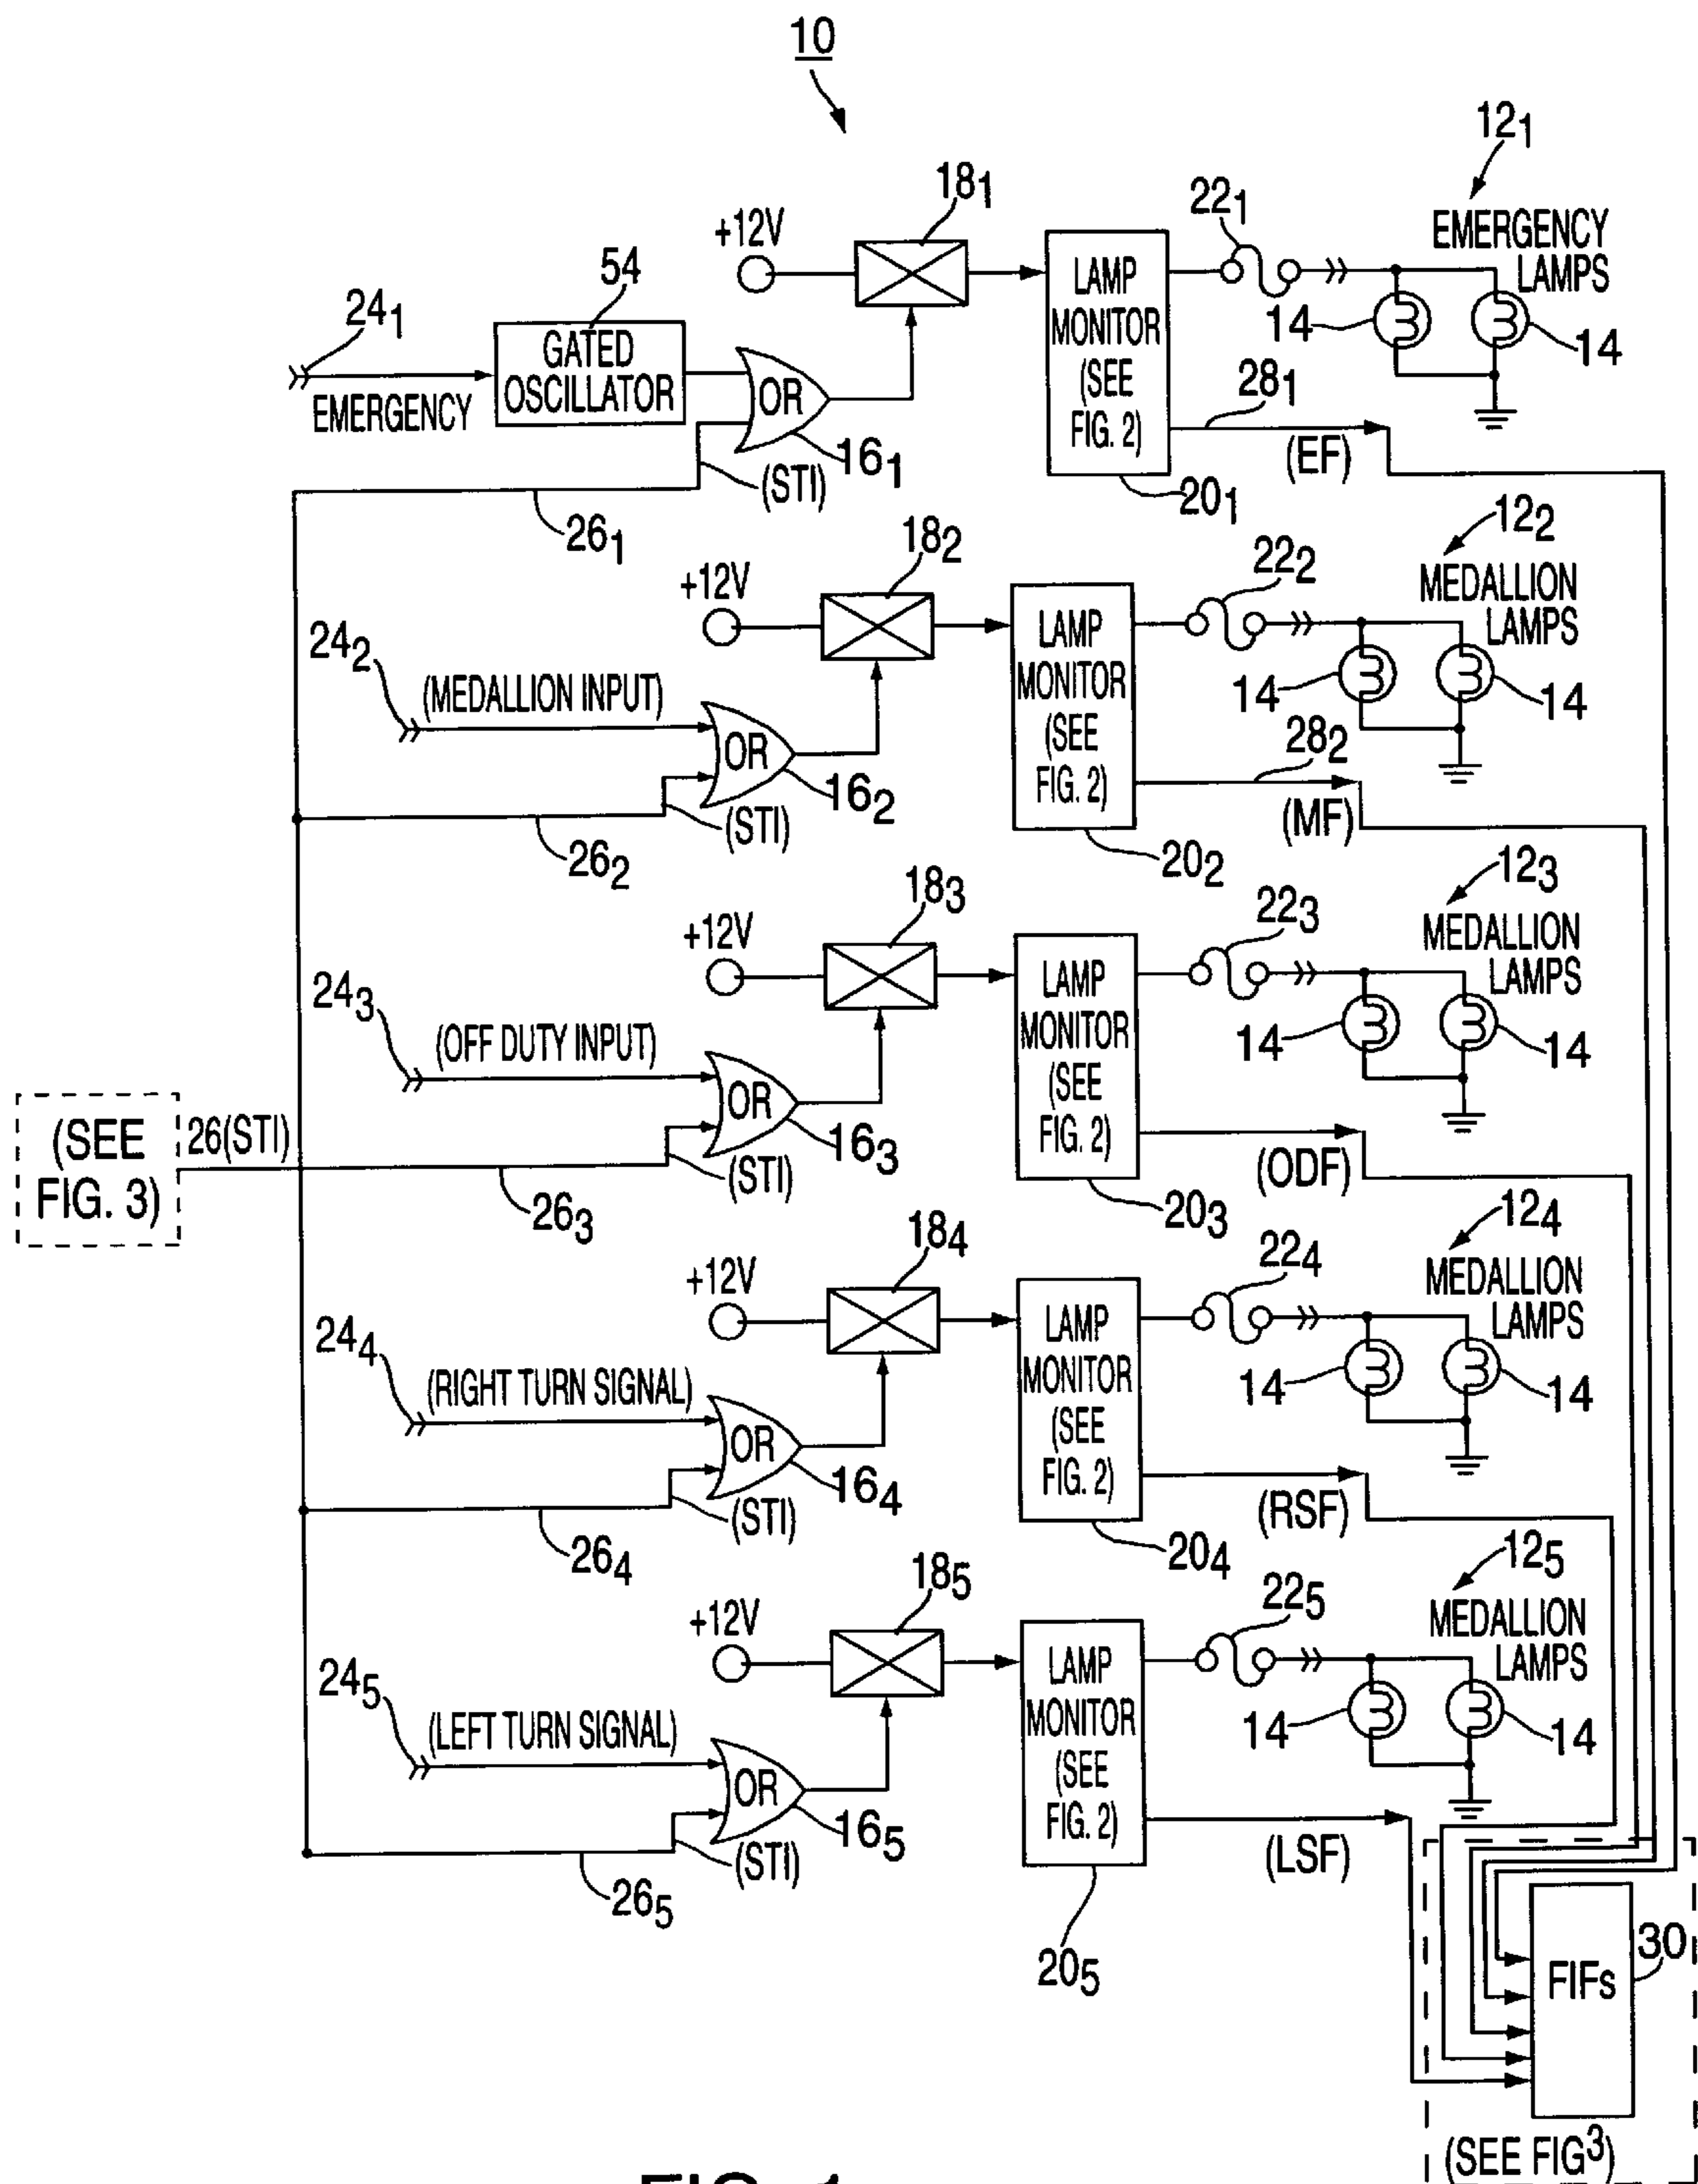 10
12₁
18₁
22₁
+12V
EMERGENCY
LAMPS
54
24₁
GATED
OSCILLATOR
LAMP
MONITOR
(SEE
FIG. 2)
14
14
OR
EMERGENCY
28₁
16₁
(STI)
(EF)
20₁
26₁
12₂
18₂
22₂
+12V
MEDALLION
LAMPS
24₂
LAMP
MONITOR
(SEE
FIG. 2)
(MEDALLION INPUT)
14
14
OR
28₂
16₂
(STI)
(MF)
26₂
20₂
12₃
18₃
22₃
+12V
MEDALLION
LAMPS
24₃
LAMP
MONITOR
(SEE
FIG. 2)
(OFF DUTY INPUT)
14
14
OR
(SEE
FIG. 3)
26(STI)
16₃
(STI)
(ODF)
26₃
20₃
12₄
18₄
22₄
+12V
MEDALLION
LAMPS
24₄
LAMP
MONITOR
(SEE
FIG. 2)
(RIGHT TURN SIGNAL)
14
14
OR
16₄
(STI)
(RSF)
26₄
20₄
12₅
18₅
22₅
+12V
MEDALLION
LAMPS
24₅
LAMP
MONITOR
(SEE
FIG. 2)
(LEFT TURN SIGNAL)
14
14
OR
16₅
(STI)
(LSF)
26₅
20₅
30
FIFs
(SEE FIG3)
FIG. 1